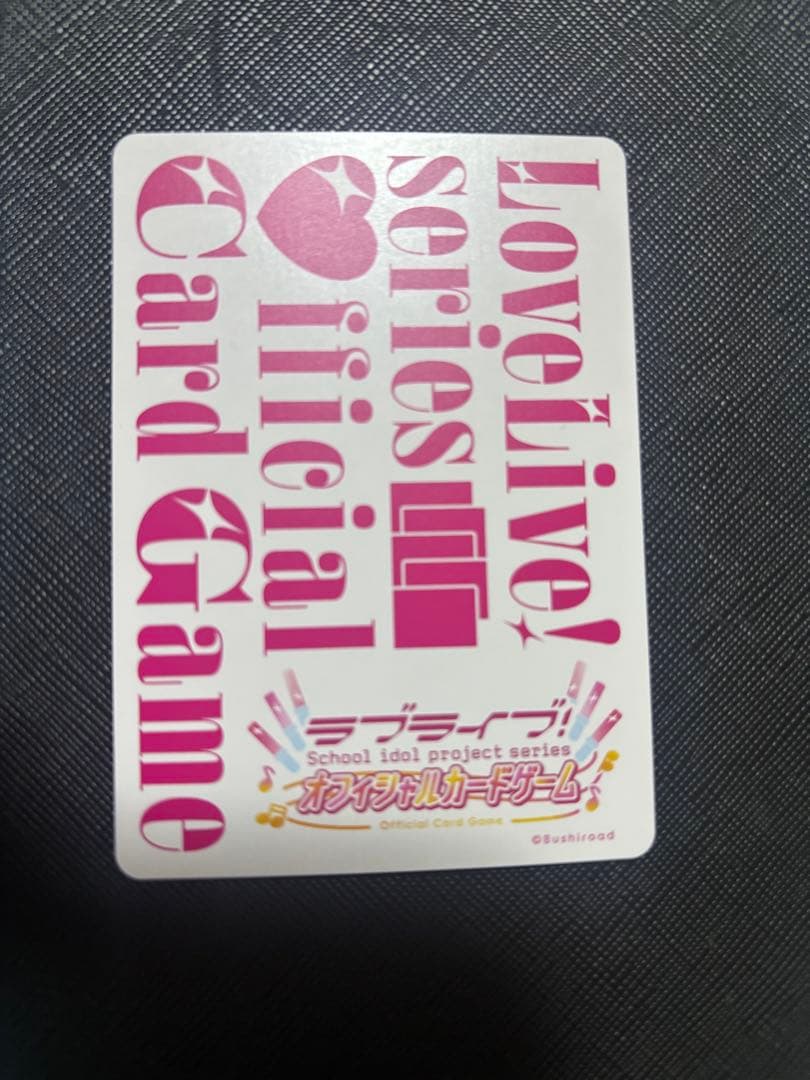 LoveLive!
series
♥fficial
Card Game
ラブライブ!
School idol project series
オフィシャルカードゲーム
Official Card Game
©Bushiroad